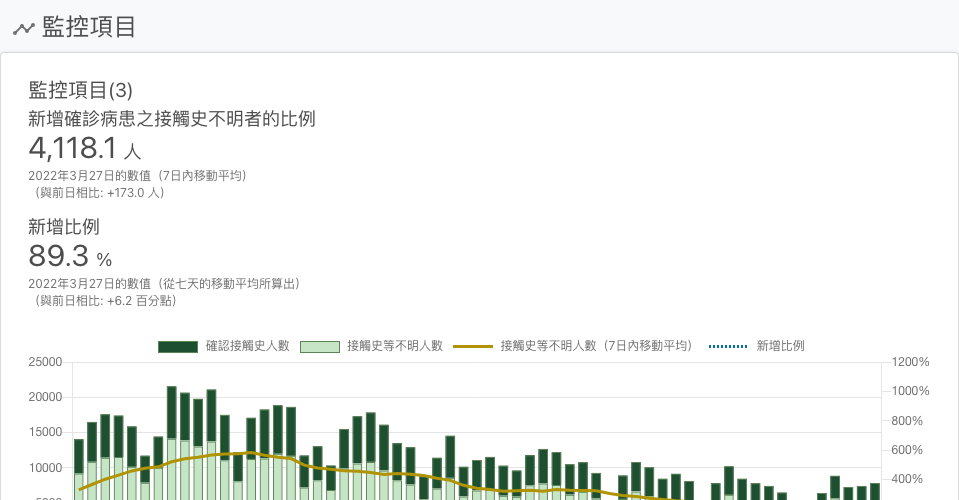 監控項目
監控項目(3)
新增確診病患之接觸史不明者的比例
4,118.1 人
2022年3月27日的數值（7日內移動平均）
（與前日相比: +173.0 人）
新增比例
89.3 %
2022年3月27日的數值（從七天的移動平均所算出）
（與前日相比: +6.2 百分點）
確認接觸史人數 接觸史等不明人數 接觸史等不明人數（7日內移動平均） 新增比例
25000 1200%
20000 1000%
15000 800%
10000 600%
400%